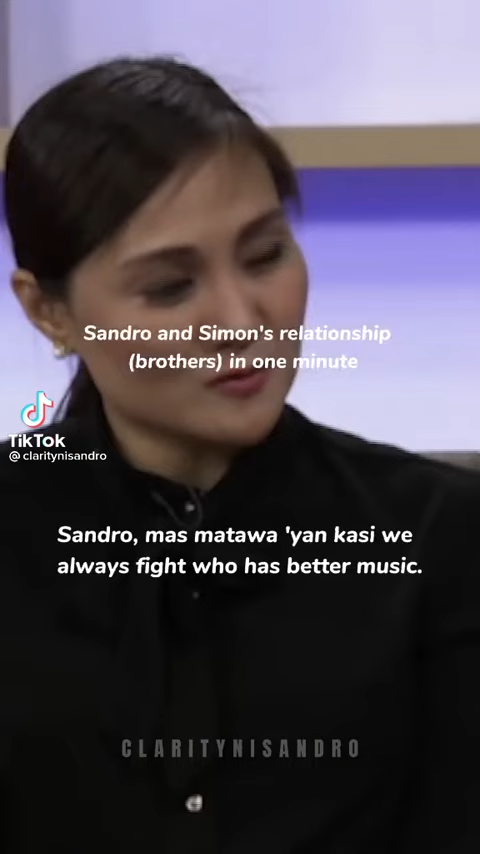 Sandro and Simon's relationship
(brothers) in one minute
TikTok
@claritynisandro
Sandro, mas matawa 'yan kasi we
always fight who has better music.
CLARITYNISANDRO